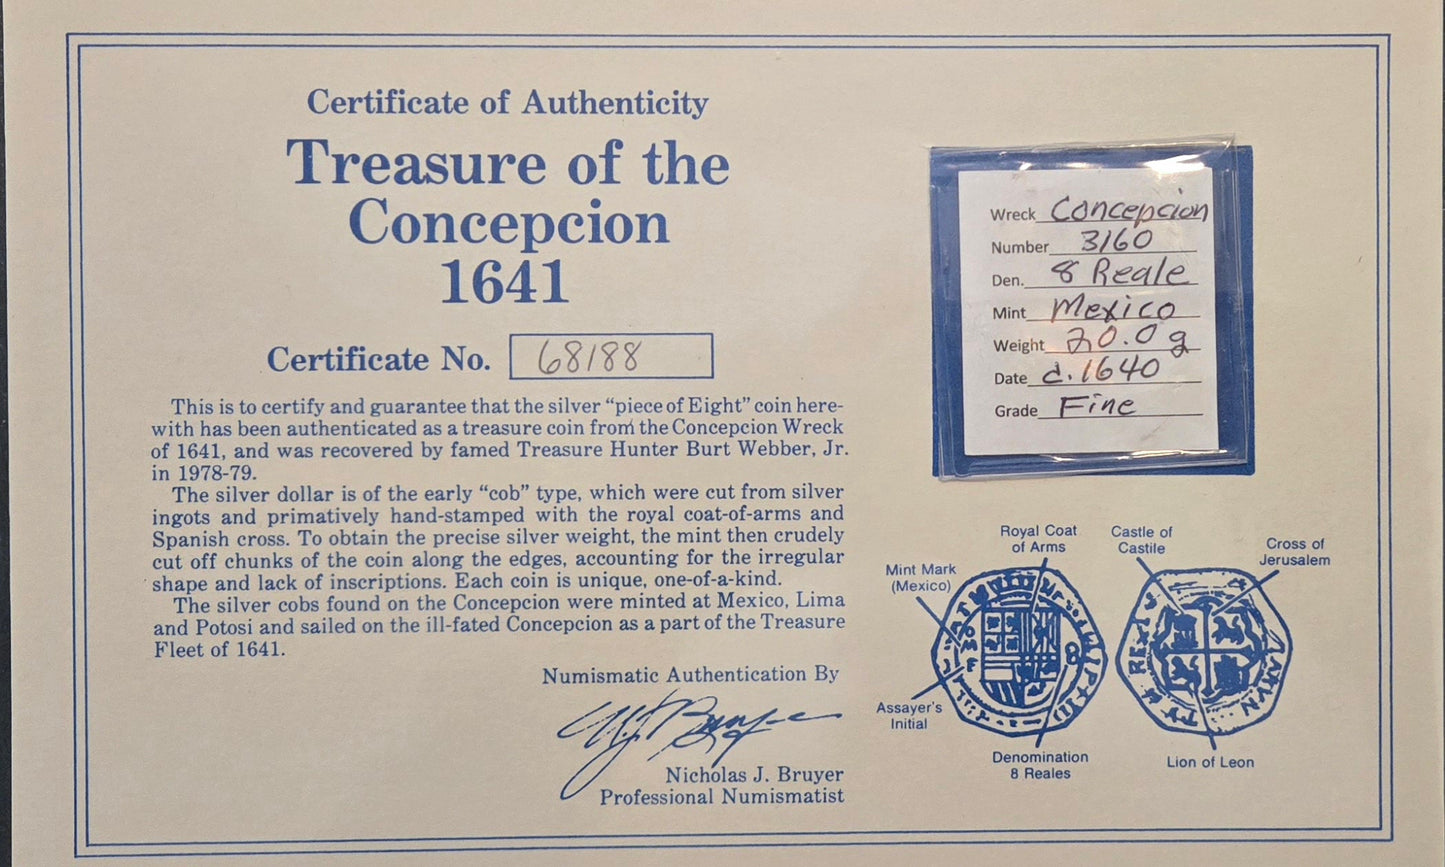 Certificate of Authenticity
Treasure of the
Concepcion
1641
Certificate No. 68188
This is to certify and guarantee that the silver "piece of Eight" coin here-
with has been authenticated as a treasure coin from the Concepcion Wreck
of 1641, and was recovered by famed Treasure Hunter Burt Webber, Jr.
in 1978-79.
The silver dollar is of the early "cob" type, which were cut from silver
ingots and primatively hand-stamped with the royal coat-of-arms and
Spanish cross. To obtain the precise silver weight, the mint then crudely
cut off chunks of the coin along the edges, accounting for the irregular
shape and lack of inscriptions. Each coin is unique, one-of-a-kind.
The silver cobs found on the Concepcion were minted at Mexico, Lima
and Potosi and sailed on the ill-fated Concepcion as a part of the Treasure
Fleet of 1641.
Numismatic Authentication By
Nicholas J. Bruyer
Professional Numismatist
Wreck Concepcion
Number 3160
Den. 8 Reale
Mint Mexico
Weight 20.0 g
Date c. 1640
Grade Fine
Royal Coat
of Arms
Castle of
Castile
Cross of
Jerusalem
Mint Mark
(Mexico)
8
Assayer's
Initial
Denomination
8 Reales
Lion of Leon